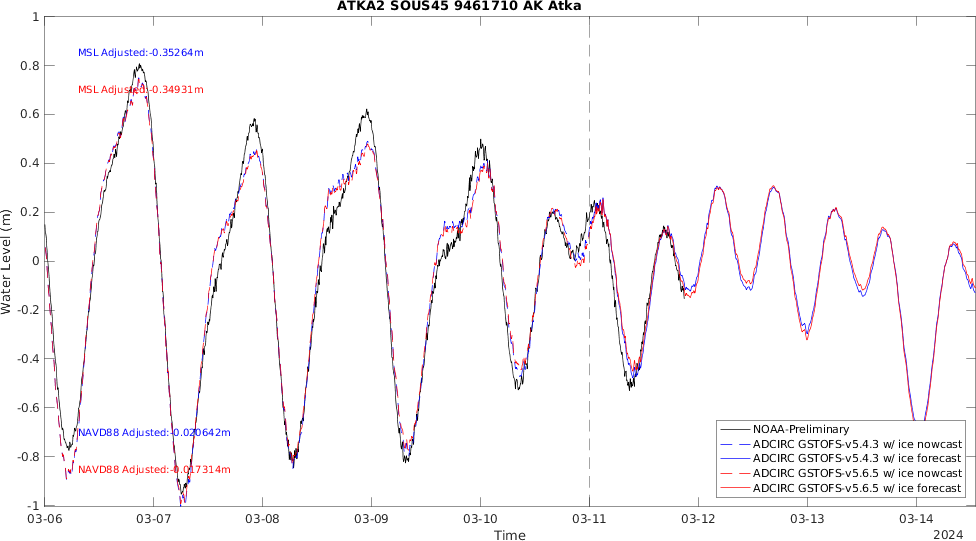 ATKA2 SOUS45 9461710 AK Atka
1
0.8
0.6
0.4
0.2
0
-0.2
-0.4
-0.6
-0.8
-1
Water Level (m)
MSL Adjusted:-0.35264m
MSL Adjusted:-0.34931m
NAVD88 Adjusted:-0.020642m
NAVD88 Adjusted:-0.017314m
NOAA-Preliminary
ADCIRC GSTOFS-v5.4.3 w/ ice nowcast
ADCIRC GSTOFS-v5.4.3 w/ ice forecast
ADCIRC GSTOFS-v5.6.5 w/ ice nowcast
ADCIRC GSTOFS-v5.6.5 w/ ice forecast
03-06 03-07 03-08 03-09 03-10 03-11 03-12 03-13 03-14
Time
2024